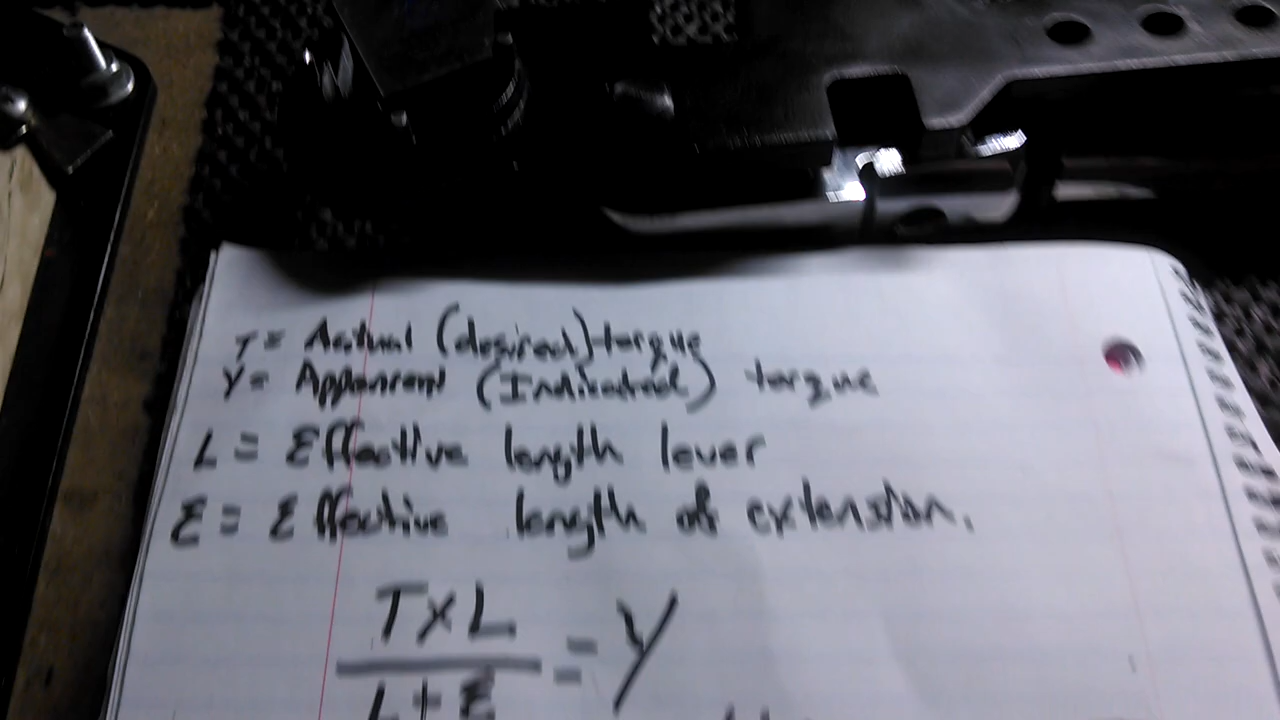 T = Actual (desired) torque
Y = Apparent (Indicated) torque
L = Effective length lever
E = Effective length of extension.
T x L
= Y
L + E